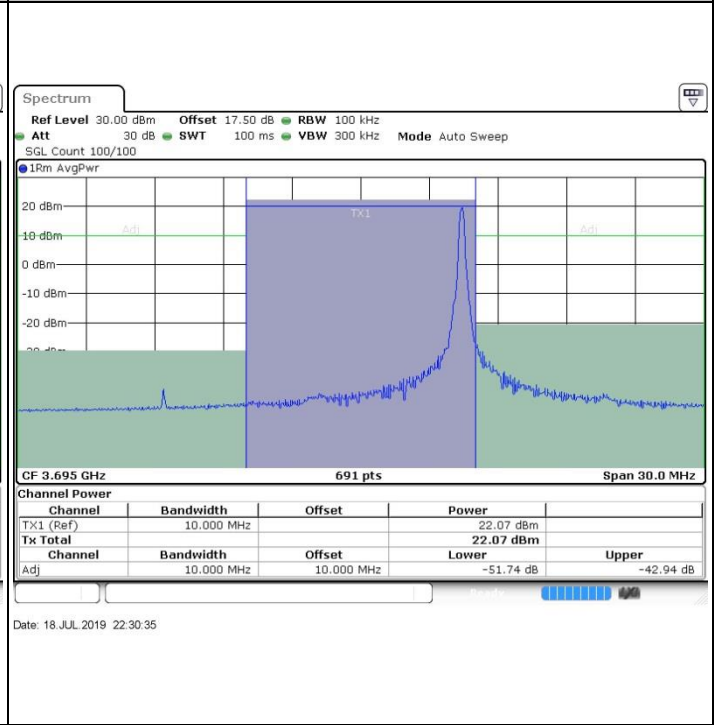 Spectrum
Ref Level 30.00 dBm Offset 17.50 dB RBW 100 kHz
Att 30 dB SWT 100 ms VBW 300 kHz Mode Auto Sweep
SGL Count 100/100
1Rm AvgPwr
20 dBm
TX1
Adj Adj
10 dBm
0 dBm
-10 dBm
-20 dBm
CF 3.695 GHz 691 pts Span 30.0 MHz
Channel Power
Channel Bandwidth Offset Power
TX1 (Ref) 10.000 MHz 22.07 dBm
Tx Total 22.07 dBm
Channel Bandwidth Offset Lower Upper
Adj 10.000 MHz 10.000 MHz -51.74 dB -42.94 dB
Date: 18.JUL.2019 22:30:35